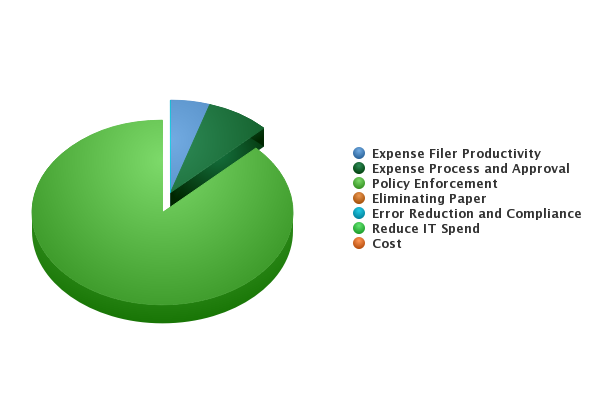 Expense Filer Productivity
Expense Process and Approval
Policy Enforcement
Eliminating Paper
Error Reduction and Compliance
Reduce IT Spend
Cost